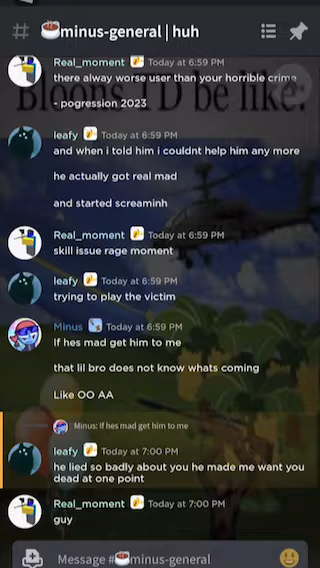 #☕minus-general | huh
Real_moment Today at 6:59 PM
there alway worse user than your horrible crime
- pogression 2023
Bloons TD be like:
leafy Today at 6:59 PM
and when i told him i couldnt help him any more
he actually got real mad
and started screaminh
Real_moment Today at 6:59 PM
skill issue rage moment
leafy Today at 6:59 PM
trying to play the victim
Minus Today at 6:59 PM
If hes mad get him to me
that lil bro does not know whats coming
Like OO AA
Minus: If hes mad get him to me
leafy Today at 7:00 PM
he lied so badly about you he made me want you
dead at one point
Real_moment Today at 7:00 PM
guy
Message #☕minus-general